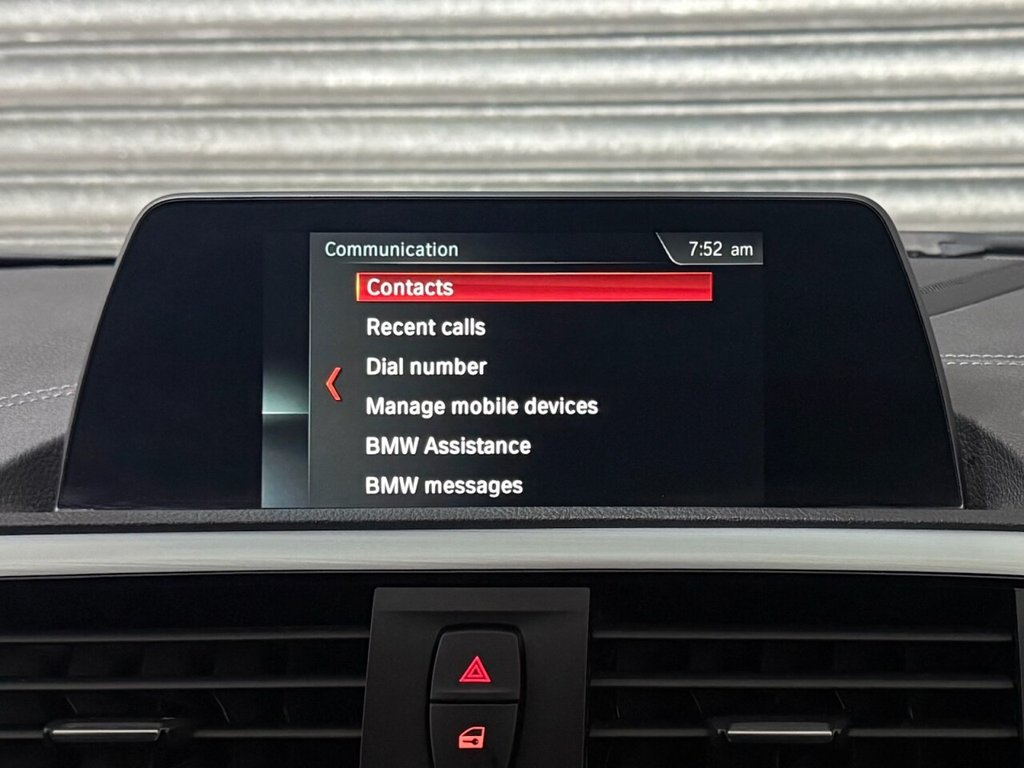 Communication
7:52 am
Contacts
Recent calls
Dial number
Manage mobile devices
BMW Assistance
BMW messages